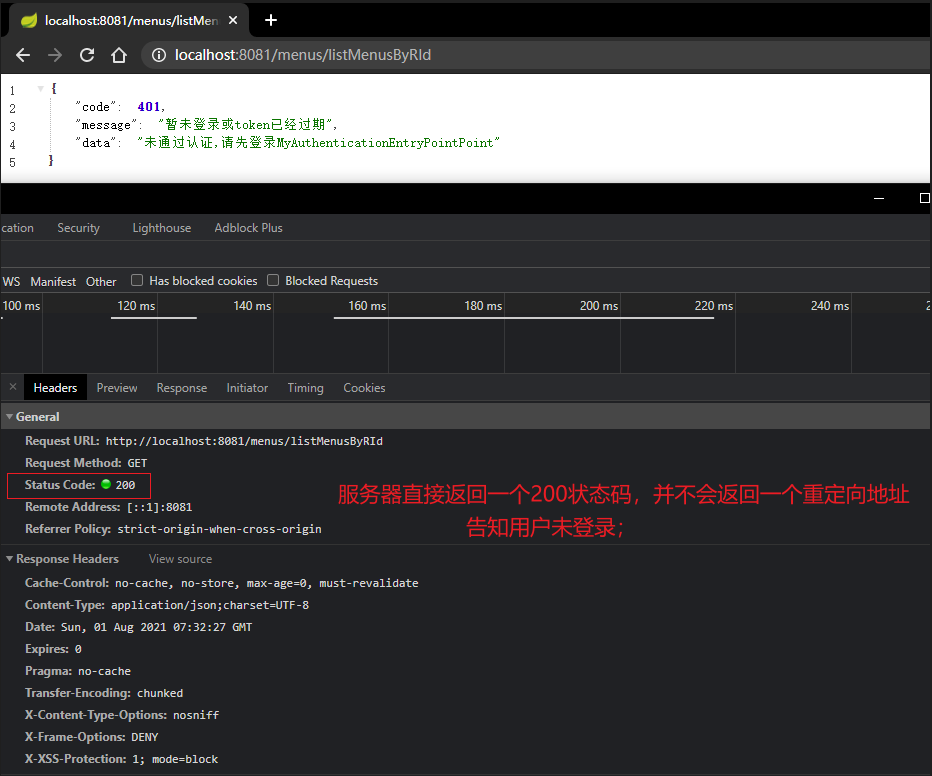 localhost:8081/menus/listMen
localhost:8081/menus/listMenusByRId
1 {
2 "code": 401,
3 "message": "暂未登录或token已经过期",
4 "data": "未通过认证,请先登录MyAuthenticationEntryPointPoint"
5 }
cation Security Lighthouse Adblock Plus
WS Manifest Other Has blocked cookies Blocked Requests
100 ms 120 ms 140 ms 160 ms 180 ms 200 ms 220 ms 240 ms 2
Headers Preview Response Initiator Timing Cookies
General
Request URL: http://localhost:8081/menus/listMenusByRId
Request Method: GET
Status Code: 200
服务器直接返回一个200状态码，并不会返回一个重定向地址
Remote Address: [::1]:8081
告知用户未登录；
Referrer Policy: strict-origin-when-cross-origin
Response Headers View source
Cache-Control: no-cache, no-store, max-age=0, must-revalidate
Content-Type: application/json;charset=UTF-8
Date: Sun, 01 Aug 2021 07:32:27 GMT
Expires: 0
Pragma: no-cache
Transfer-Encoding: chunked
X-Content-Type-Options: nosniff
X-Frame-Options: DENY
X-XSS-Protection: 1; mode=block